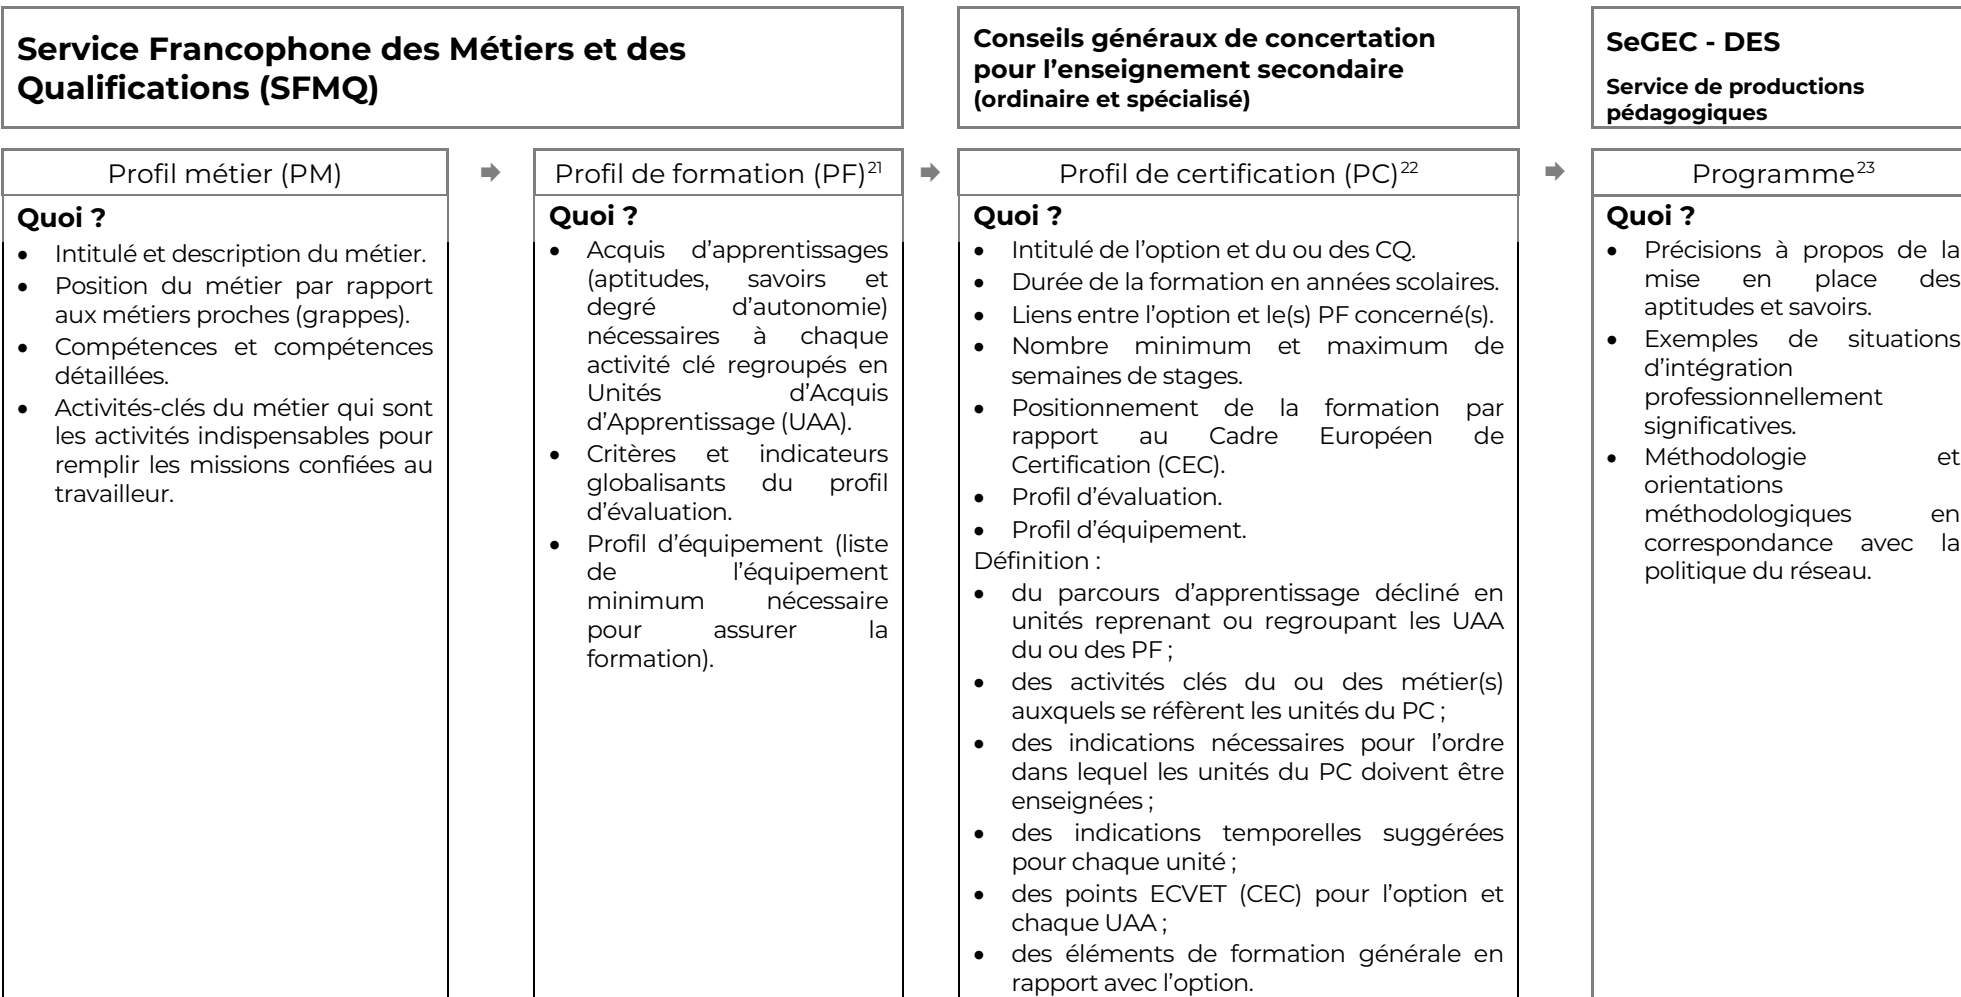 Service Francophone des Métiers et des
Qualifications (SFMQ)
Conseils généraux de concertation
pour l'enseignement secondaire
(ordinaire et spécialisé)
SeGEC - DES
Service de productions
pédagogiques
Profil métier (PM)
Quoi ?
• Intitulé et description du métier.
• Position du métier par rapport
aux métiers proches (grappes).
• Compétences et compétences
détaillées.
• Activités-clés du métier qui sont
les activités indispensables pour
remplir les missions confiées au
travailleur.
Profil de formation (PF)21
Quoi ?
• Acquis d'apprentissages
(aptitudes, savoirs et
degré d'autonomie)
nécessaires à chaque
activité clé regroupés en
Unités d'Acquis
d'Apprentissage (UAA).
• Critères et indicateurs
globalisants du profil
d'évaluation.
• Profil d'équipement (liste
de l'équipement
minimum nécessaire
pour assurer la
formation).
Profil de certification (PC)22
Quoi ?
• Intitulé de l'option et du ou des CQ.
• Durée de la formation en années scolaires.
• Liens entre l'option et le(s) PF concerné(s).
• Nombre minimum et maximum de
semaines de stages.
• Positionnement de la formation par
rapport au Cadre Européen de
Certification (CEC).
• Profil d'évaluation.
• Profil d'équipement.
Définition :
• du parcours d'apprentissage décliné en
unités reprenant ou regroupant les UAA
du ou des PF ;
• des activités clés du ou des métier(s)
auxquels se réfèrent les unités du PC ;
• des indications nécessaires pour l'ordre
dans lequel les unités du PC doivent être
enseignées ;
• des indications temporelles suggérées
pour chaque unité ;
• des points ECVET (CEC) pour l'option et
chaque UAA ;
• des éléments de formation générale en
rapport avec l'option.
Programme23
Quoi ?
• Précisions à propos de la
mise en place des
aptitudes et savoirs.
• Exemples de situations
d'intégration
professionnellement
significatives.
• Méthodologie et
orientations
méthodologiques en
correspondance avec la
politique du réseau.